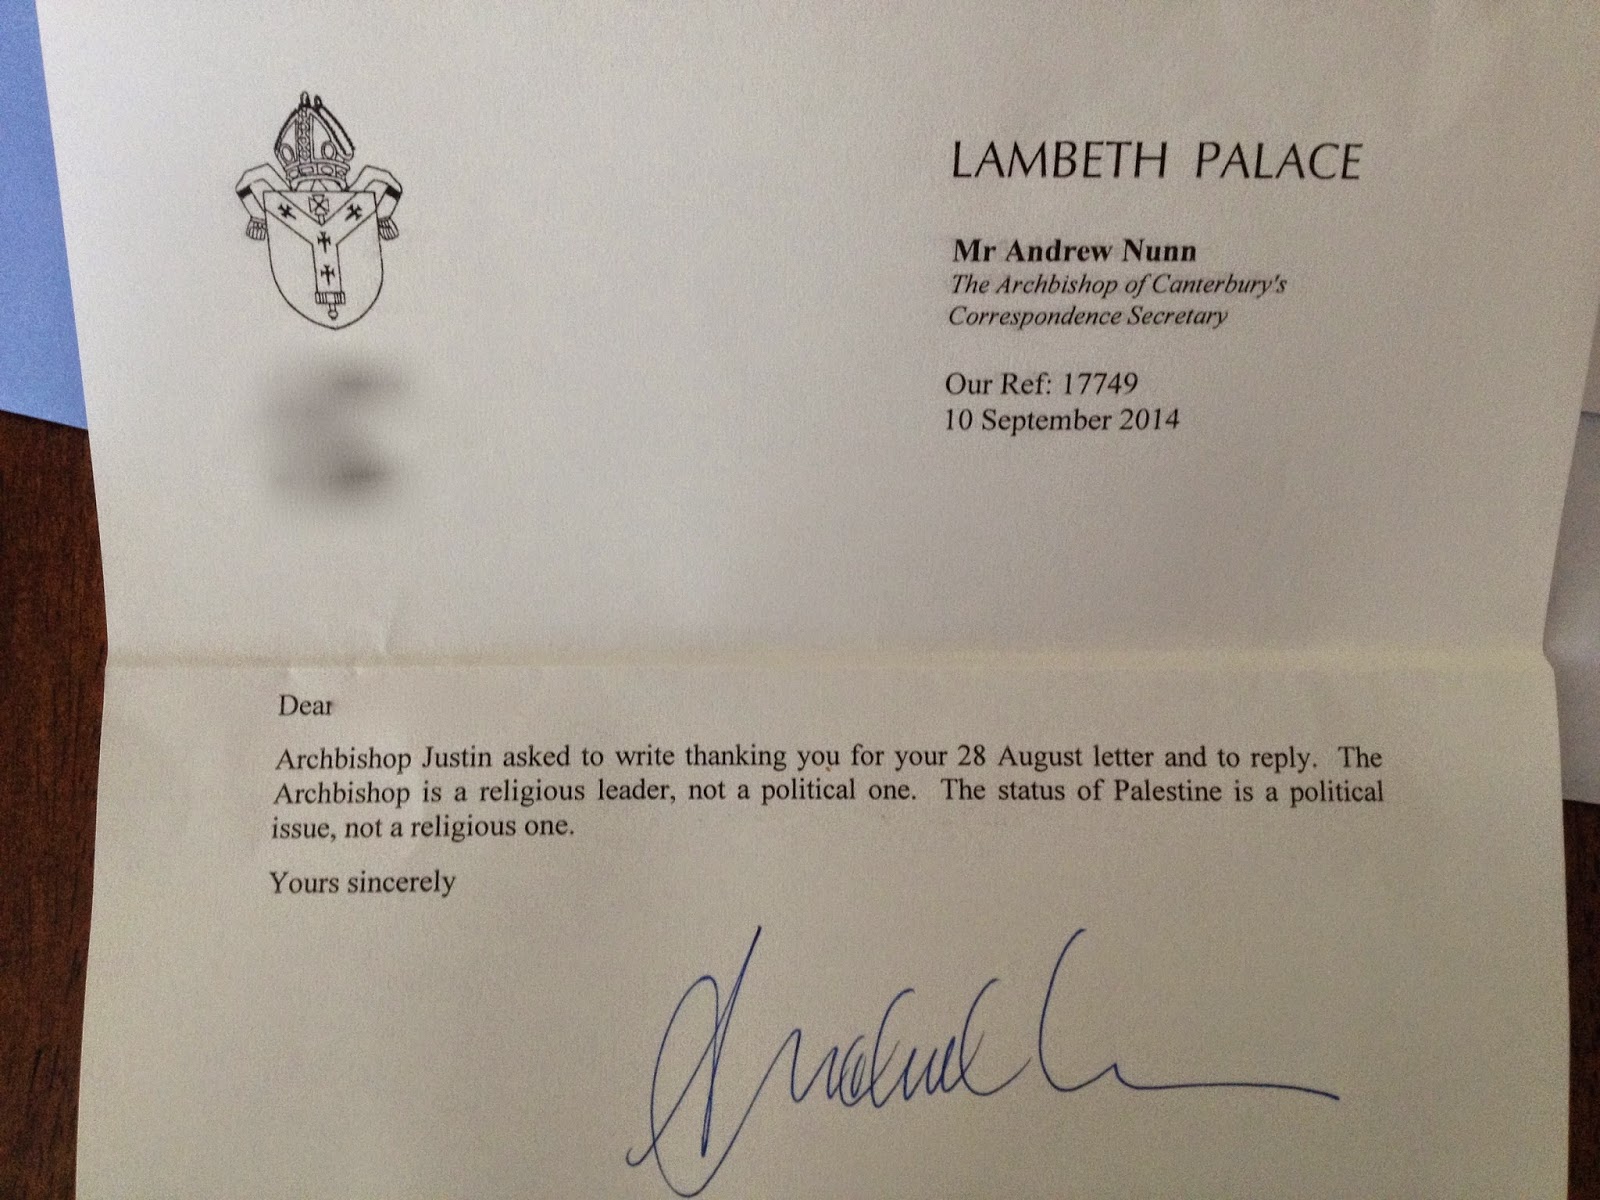 LAMBETH PALACE
Mr Andrew Nunn
The Archbishop of Canterbury's
Correspondence Secretary
Our Ref: 17749
10 September 2014
Dear
Archbishop Justin asked to write thanking you for your 28 August letter and to reply. The
Archbishop is a religious leader, not a political one. The status of Palestine is a political
issue, not a religious one.
Yours sincerely